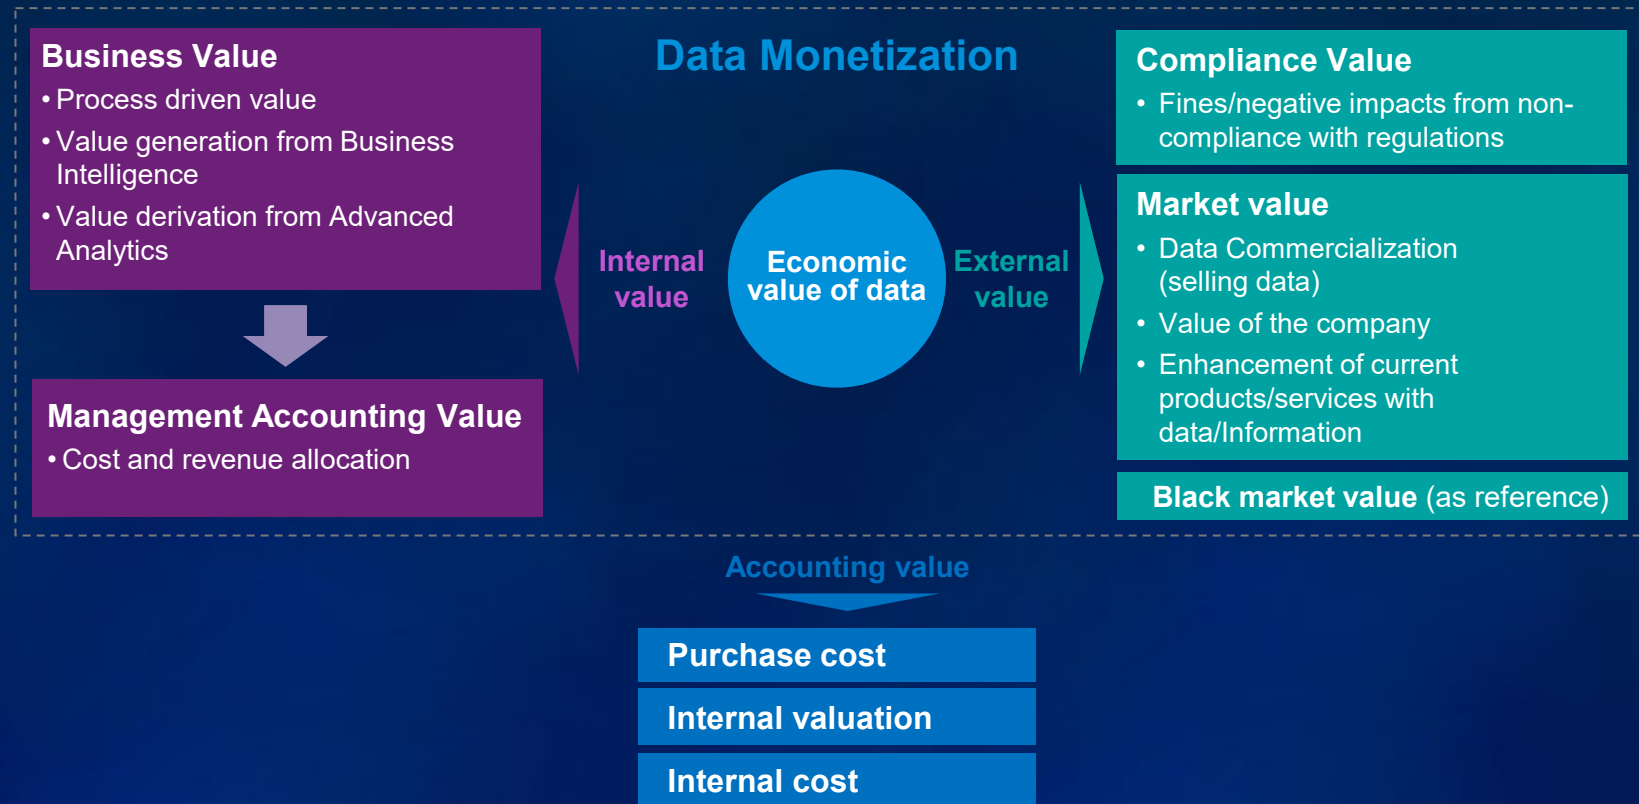 Data Monetization
Business Value
• Process driven value
• Value generation from Business
Intelligence
• Value derivation from Advanced
Analytics
Management Accounting Value
• Cost and revenue allocation
Internal
value
Economic
value of data
External
value
Compliance Value
• Fines/negative impacts from non-
compliance with regulations
Market value
• Data Commercialization
(selling data)
• Value of the company
• Enhancement of current
products/services with
data/Information
Black market value (as reference)
Accounting value
Purchase cost
Internal valuation
Internal cost